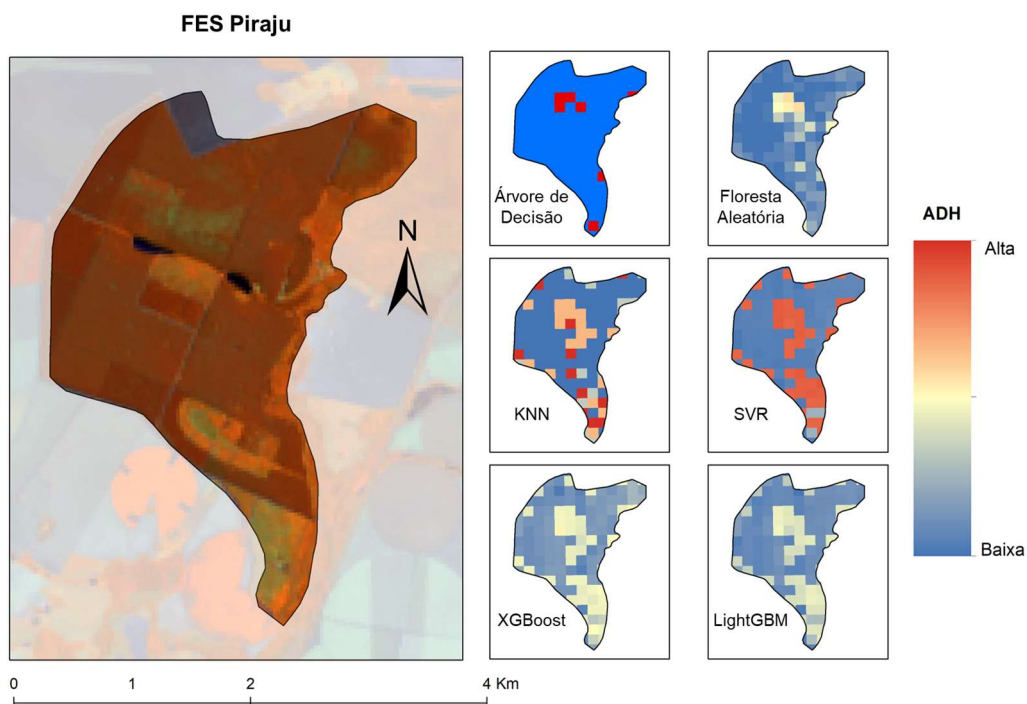 FES Piraju
N
Árvore de
Decisão
Floresta
Aleatória
KNN
SVR
XGBoost
LightGBM
ADH
Alta
Baixa
0 1 2 4 Km